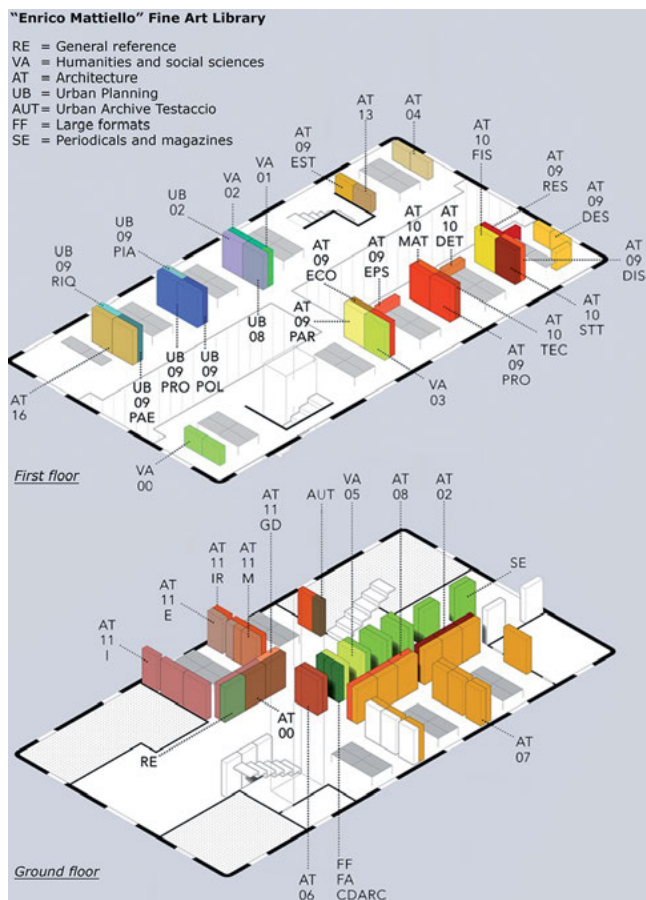 "Enrico Mattiello" Fine Art Library
RE = General reference
VA = Humanities and social sciences
AT = Architecture
UB = Urban Planning
AUT= Urban Archive Testaccio
FF = Large formats
SE = Periodicals and magazines
AT
04
AT
13
AT
09
EST
AT
10
FIS
AT
09
RES
AT
09
DES
VA
01
VA
02
UB
02
UB
09
PIA
UB
09
RIQ
AT
10
DET
AT
10
MAT
AT
09
EPS
AT
09
ECO
AT
09
DIS
AT
09
PAR
UB
08
AT
10
STT
AT
10
TEC
AT
09
PRO
UB
09
POL
UB
09
PRO
UB
09
PAE
VA
03
AT
16
VA
00
First floor
AT
11
GD
AUT
VA
05
AT
08
AT
02
SE
AT
11
M
AT
11
IR
AT
11
E
AT
11
I
AT
00
RE
AT
07
Ground floor
AT
06
FF
FA
CDARC